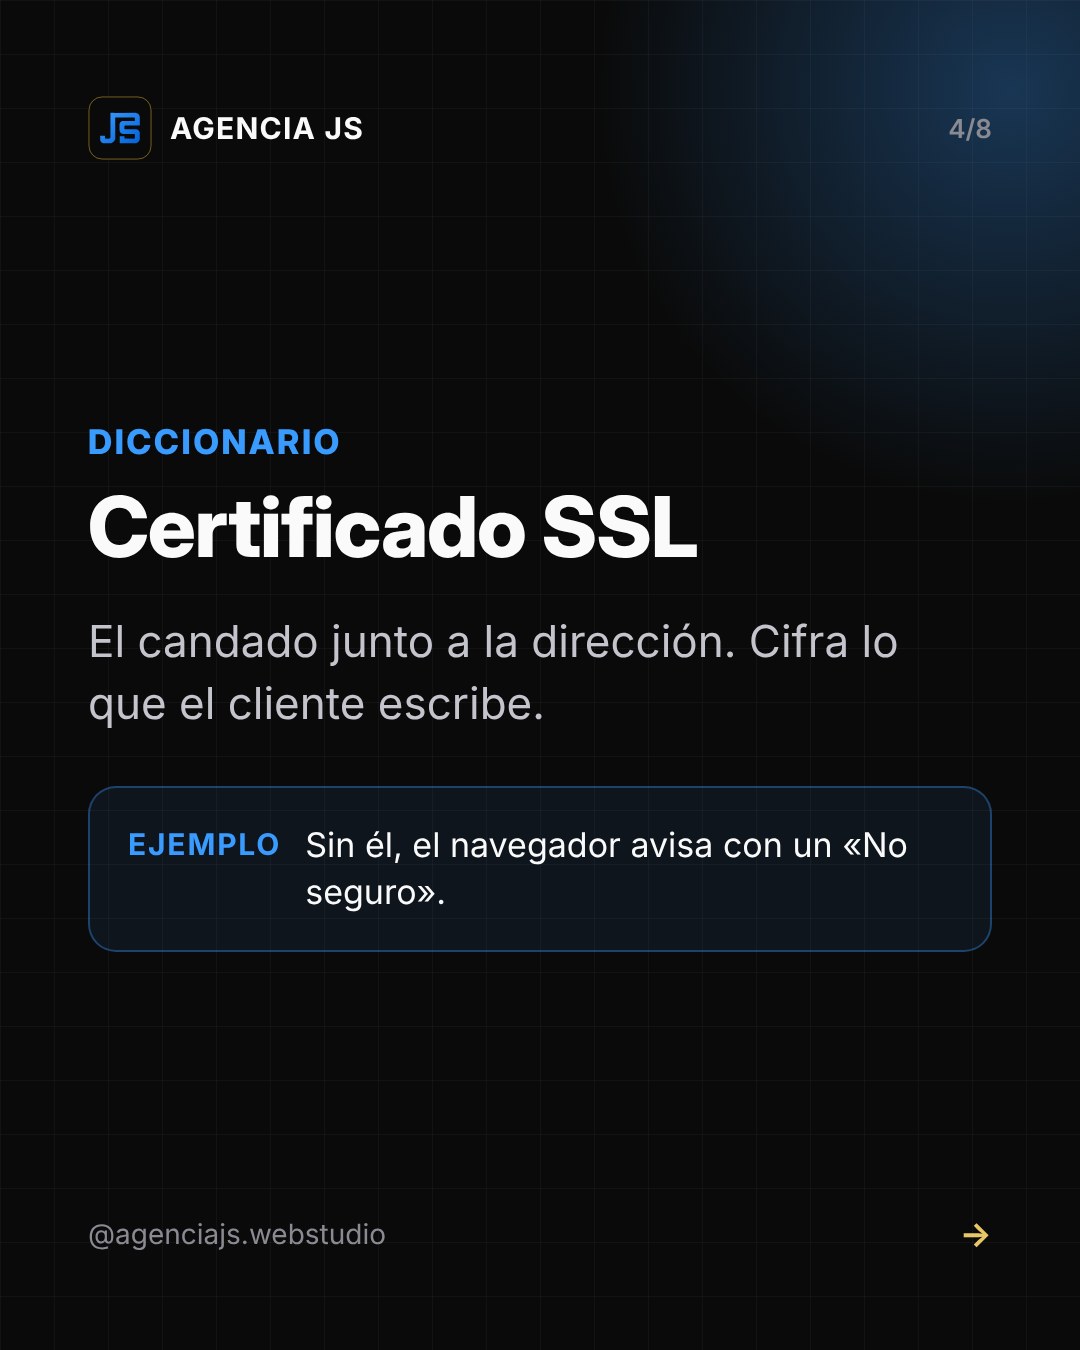 JS AGENCIA JS
4/8
DICCIONARIO
Certificado SSL
El candado junto a la dirección. Cifra lo
que el cliente escribe.
EJEMPLO Sin él, el navegador avisa con un «No
seguro».
@agenciajs.webstudio
→